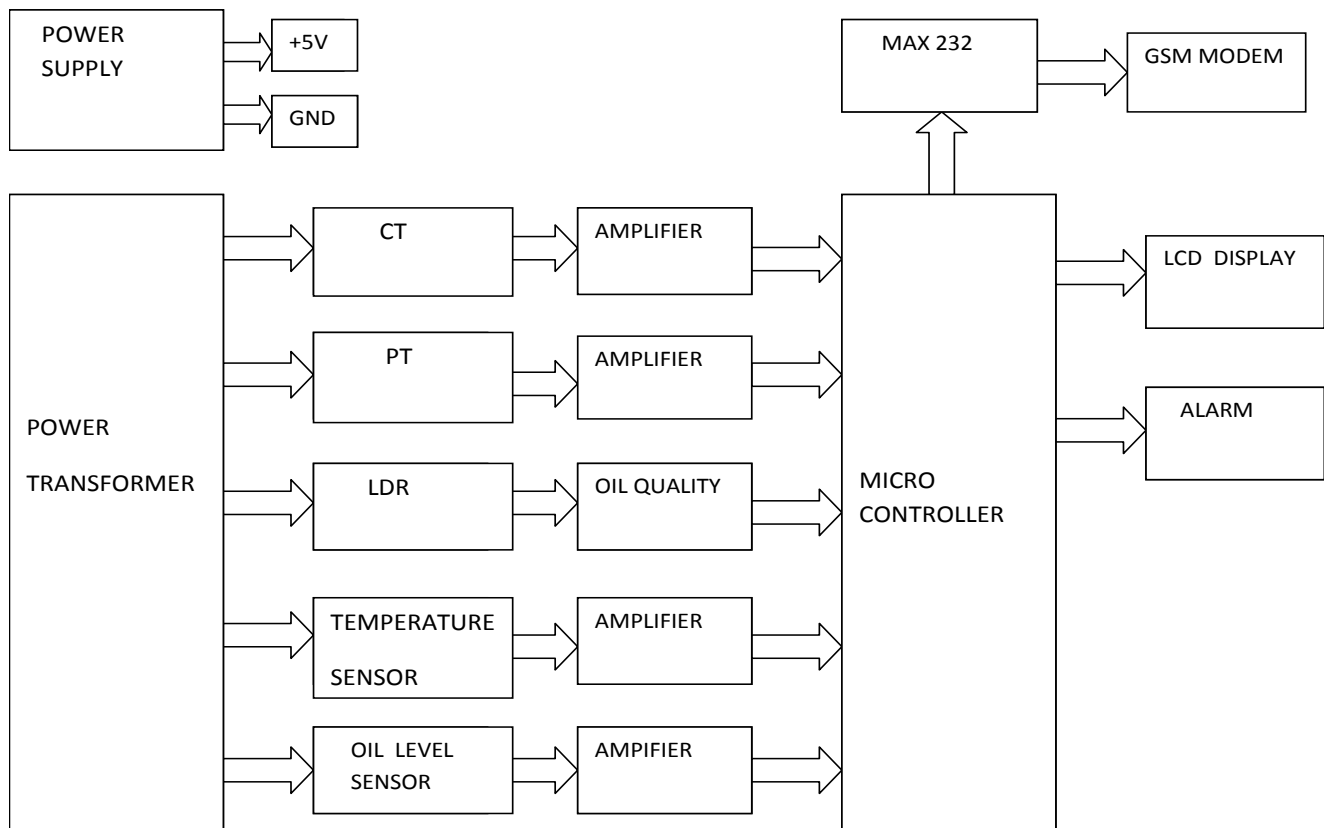 POWER
SUPPLY
+5V
GND
MAX 232
GSM MODEM
POWER
TRANSFORMER
CT
AMPLIFIER
PT
AMPLIFIER
LDR
OIL QUALITY
TEMPERATURE
SENSOR
AMPLIFIER
OIL LEVEL
SENSOR
AMPIFIER
MICRO
CONTROLLER
LCD DISPLAY
ALARM